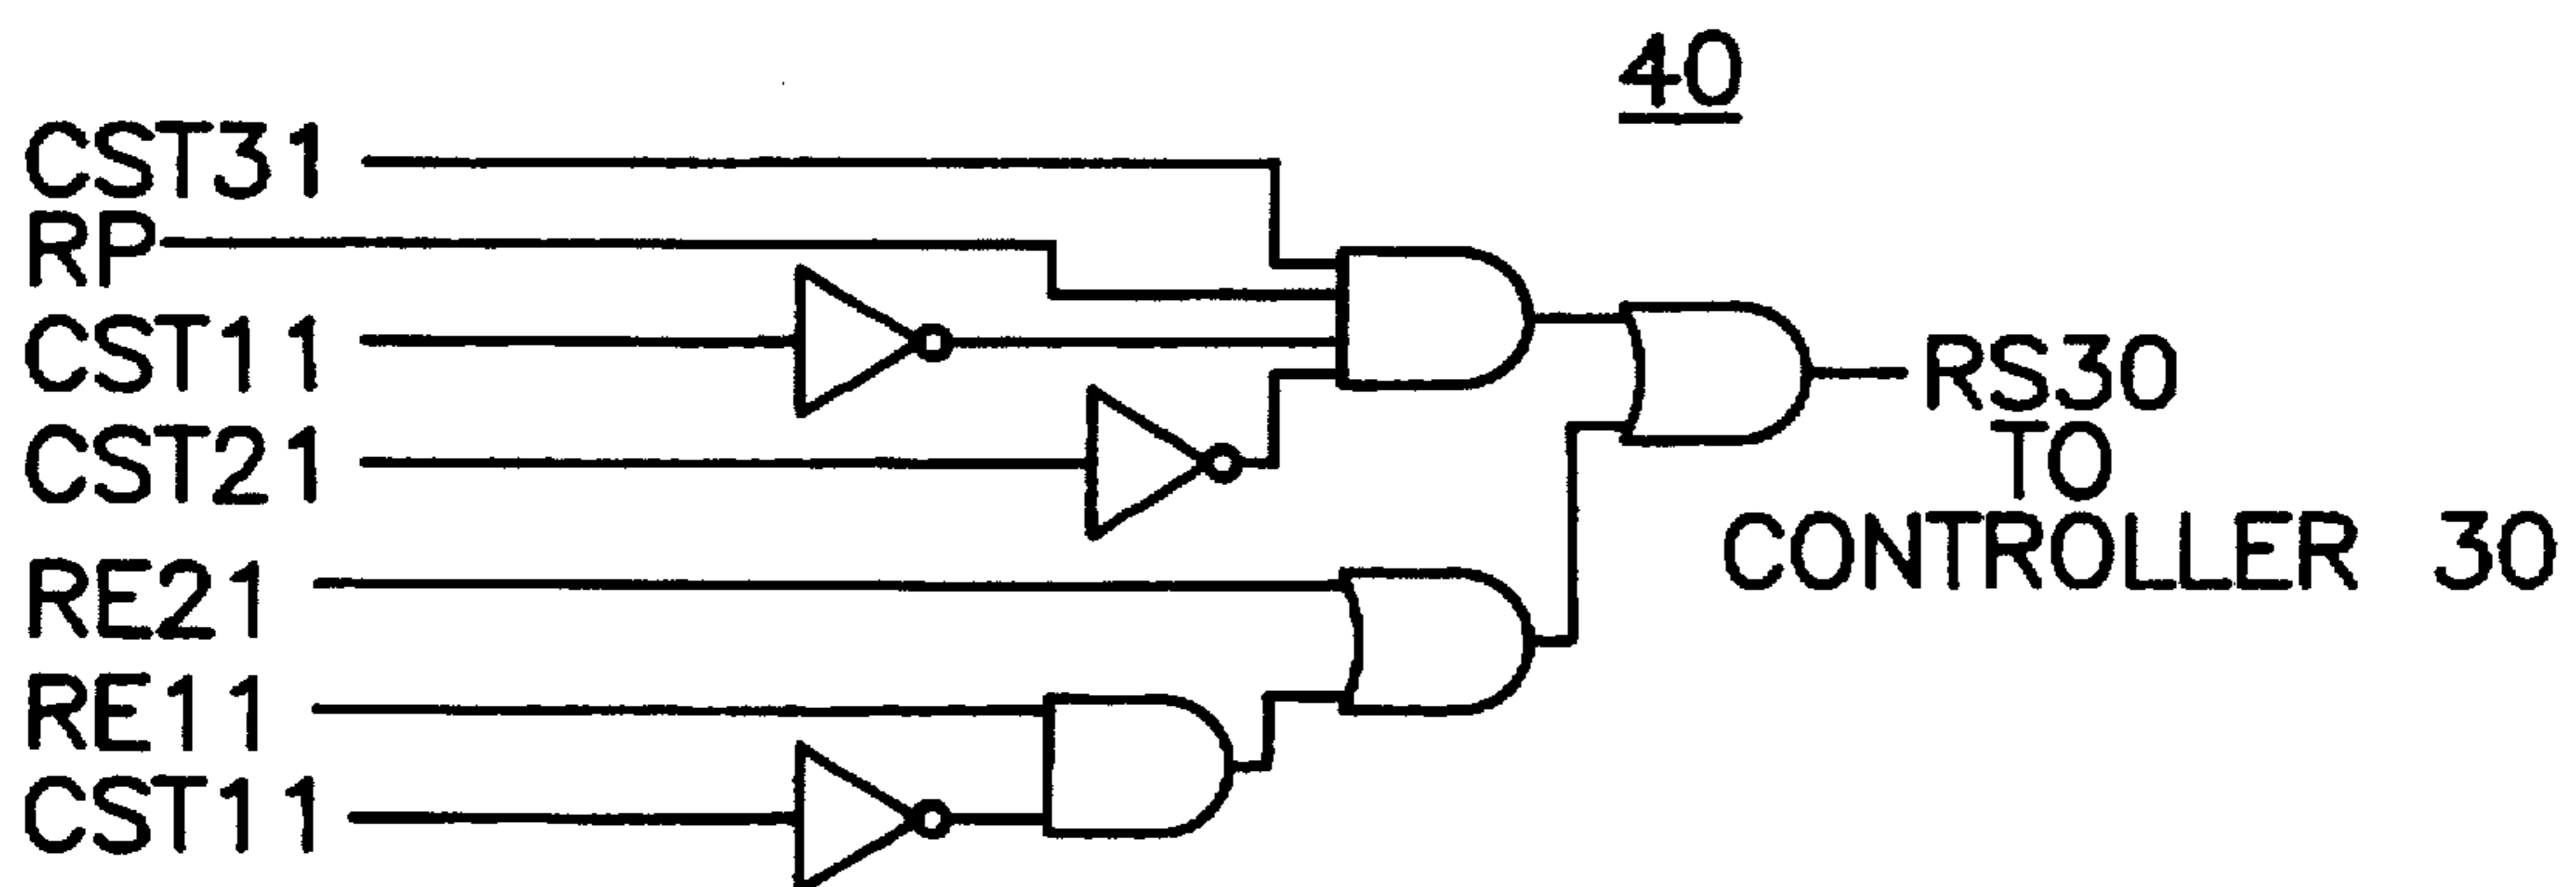 40
CST31
RP
CST11
CST21
RE21
RE11
CST11
RS30
TO
CONTROLLER 30